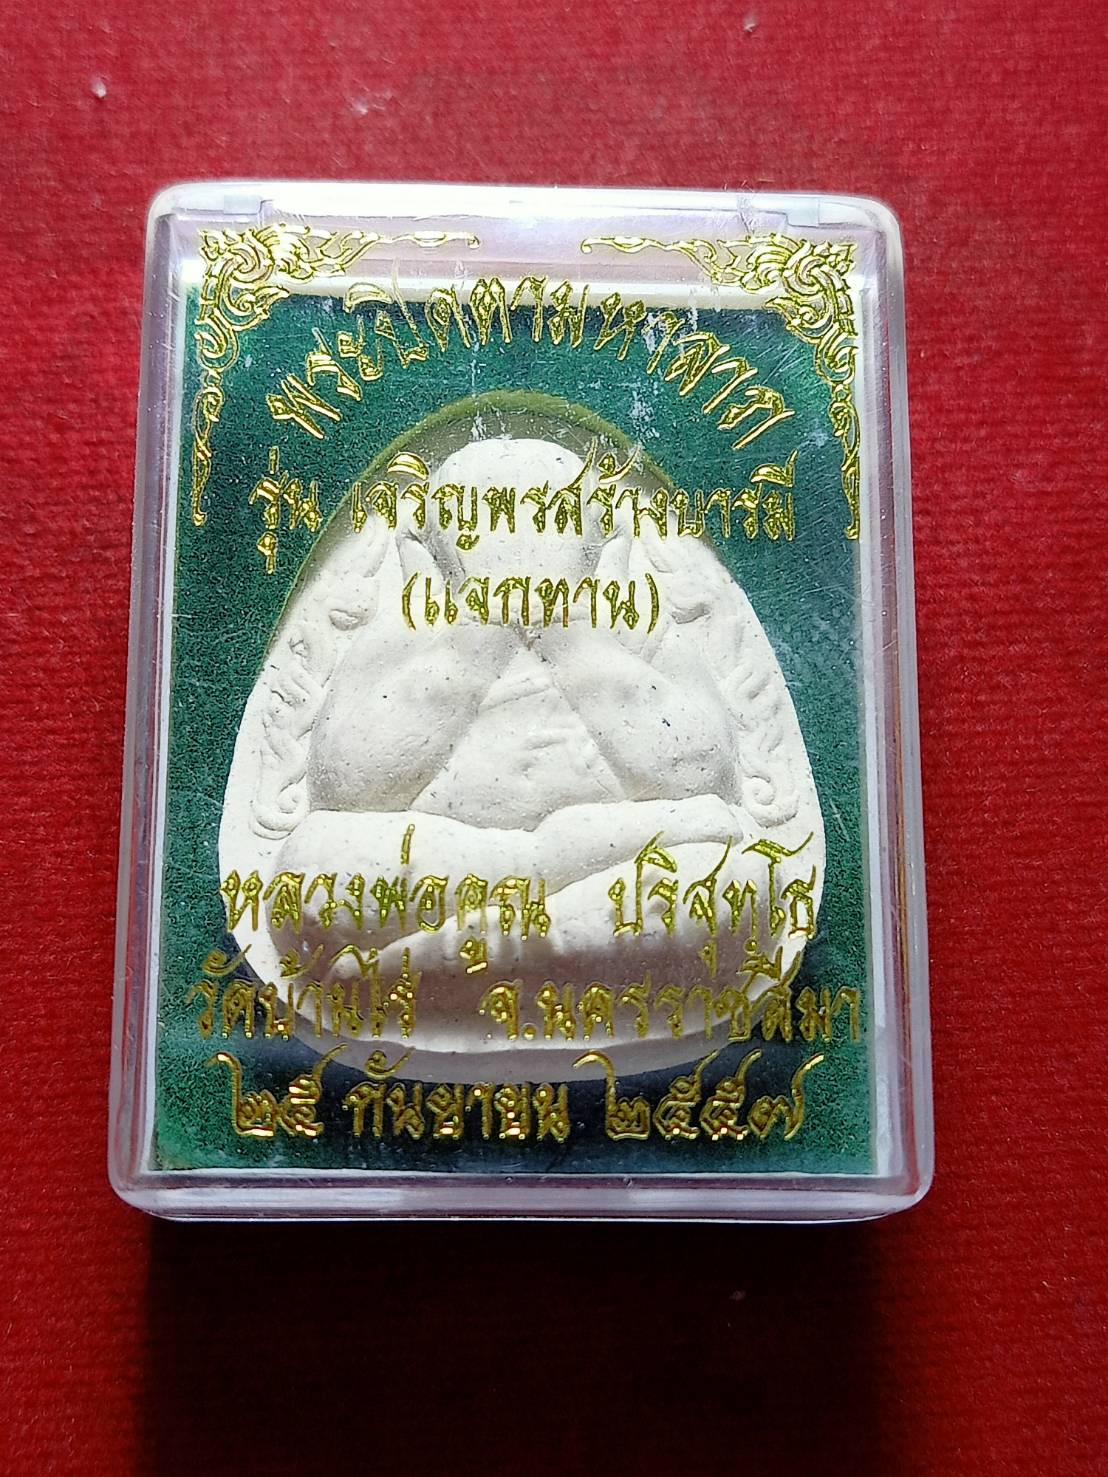 พระปิดตามหาลาภ
รุ่น เจริญพรสร้างบารมี
(แจกทาน)
หลวงพ่อคูณ ปริสุทฺโธ
วัดบ้านไร่ จ.นครราชสีมา
๒๕ กันยายน ๒๕๕๗